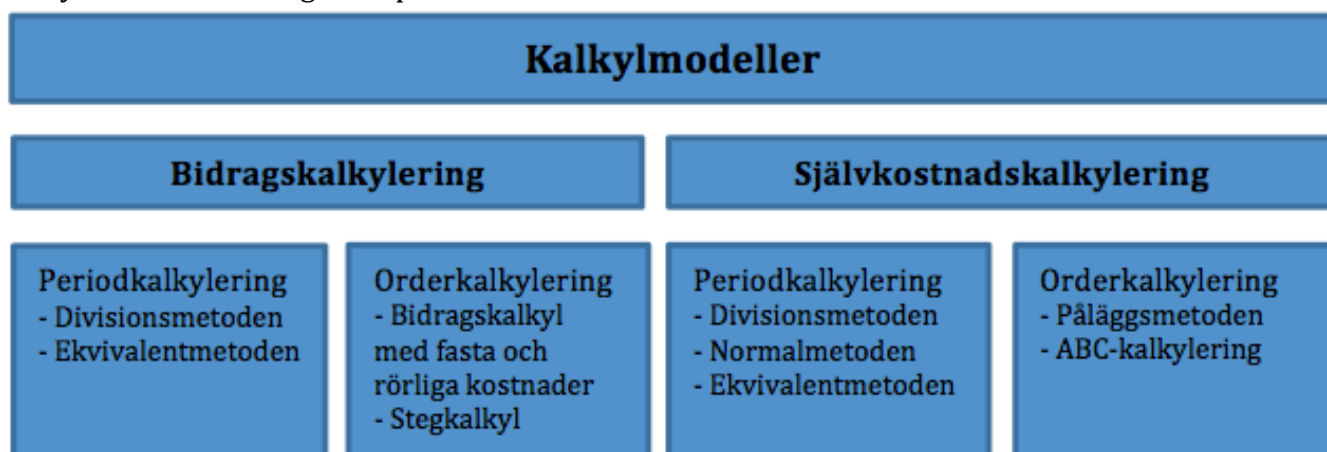 Kalkylmodeller
Bidragskalkylering
Självkostnadskalkylering
Periodkalkylering
- Divisionsmetoden
- Ekvivalentmetoden
Orderkalkylering
- Bidragskalkyl
med fasta och
rörliga kostnader
- Stegkalkyl
Periodkalkylering
- Divisionsmetoden
- Normalmetoden
- Ekvivalentmetoden
Orderkalkylering
- Påläggsmetoden
- ABC-kalkylering